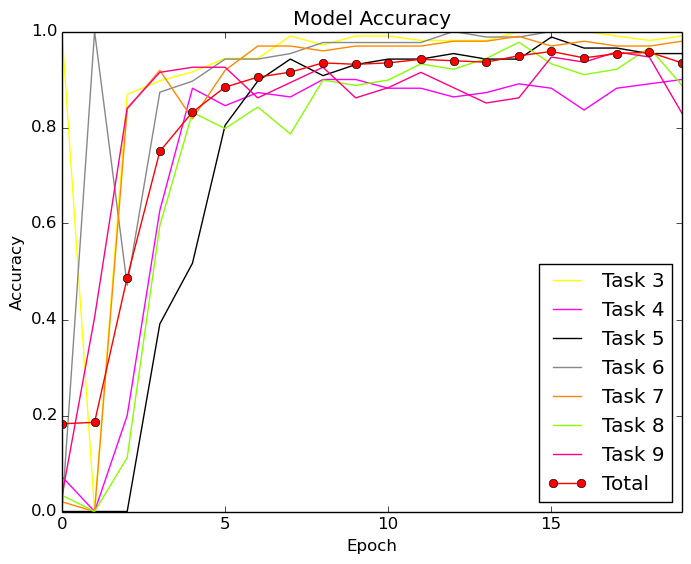 Model Accuracy
1.0
0.8
0.6
0.4
0.2
0.0
Accuracy
0
5
10
15
Epoch
Task 3
Task 4
Task 5
Task 6
Task 7
Task 8
Task 9
Total